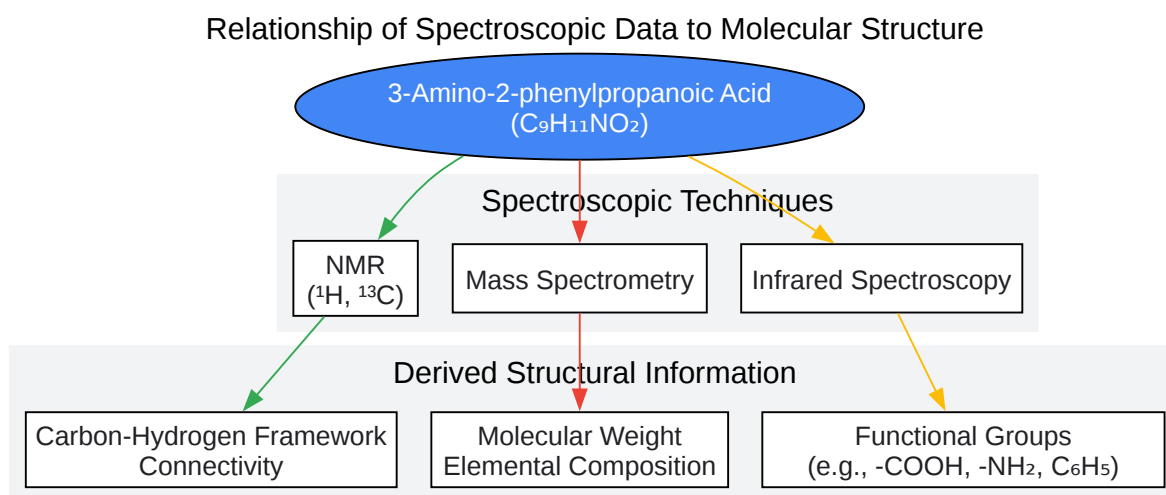 Relationship of Spectroscopic Data to Molecular Structure
3-Amino-2-phenylpropanoic Acid
(C₉H₁₁NO₂)
Spectroscopic Techniques
NMR
(¹H, ¹³C)
Mass Spectrometry
Infrared Spectroscopy
Derived Structural Information
Carbon-Hydrogen Framework
Connectivity
Molecular Weight
Elemental Composition
Functional Groups
(e.g., -COOH, -NH₂, C₆H₅)